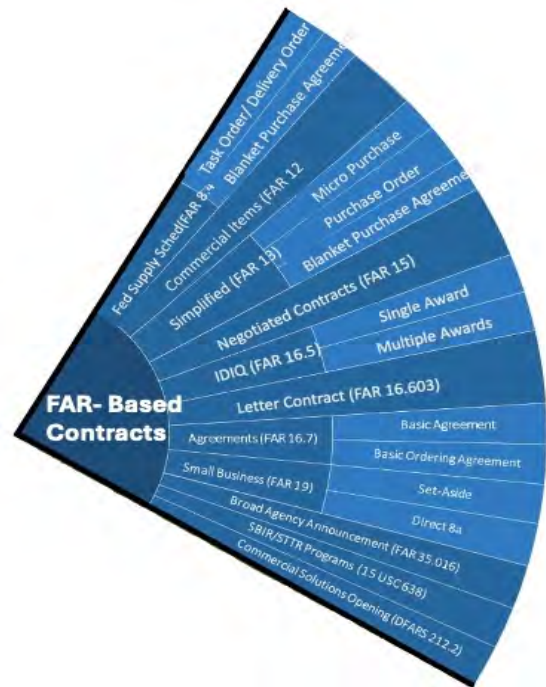 Task Order/ Delivery Order
Blanket Purchase Agreement
Fed Supply Sched(FAR 8.4
Commercial Items (FAR 12
Micro Purchase
Purchase Order
Blanket Purchase Agreement
Simplified (FAR 13)
Negotiated Contracts (FAR 15)
Single Award
Multiple Awards
IDIQ (FAR 16.5)
Letter Contract (FAR 16.603)
FAR- Based
Contracts
Agreements (FAR 16.7)
Basic Agreement
Basic Ordering Agreement
Small Business (FAR 19)
Set-Aside
Direct 8a
Broad Agency Announcement (FAR 35.016)
SBIR/STTR Programs (15 USC 638)
Commercial Solutions Opening (DFARS 212.2)